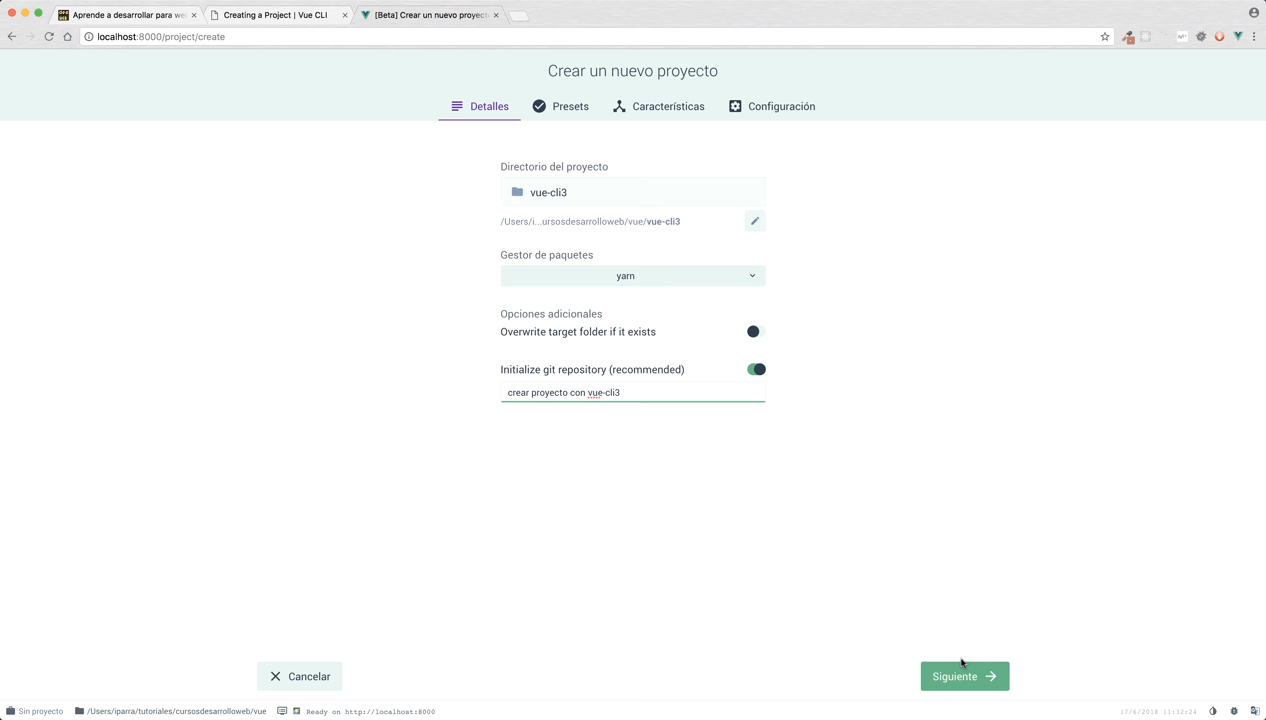 Aprende a desarrollar para we
Creating a Project | Vue CLI
[Beta] Crear un nuevo proyect
localhost:8000/project/create
Crear un nuevo proyecto
Detalles
Presets
Características
Configuración
Directorio del proyecto
vue-cli3
/Users/i...ursosdesarrolloweb/vue/vue-cli3
Gestor de paquetes
yarn
Opciones adicionales
Overwrite target folder if it exists
Initialize git repository (recommended)
crear proyecto con vue-cli3
Cancelar
Siguiente
Sin proyecto
/Users/iparra/tutoriales/cursosdesarrolloweb/vue
Ready on http://localhost:8000
17/6/2018 11:32:24